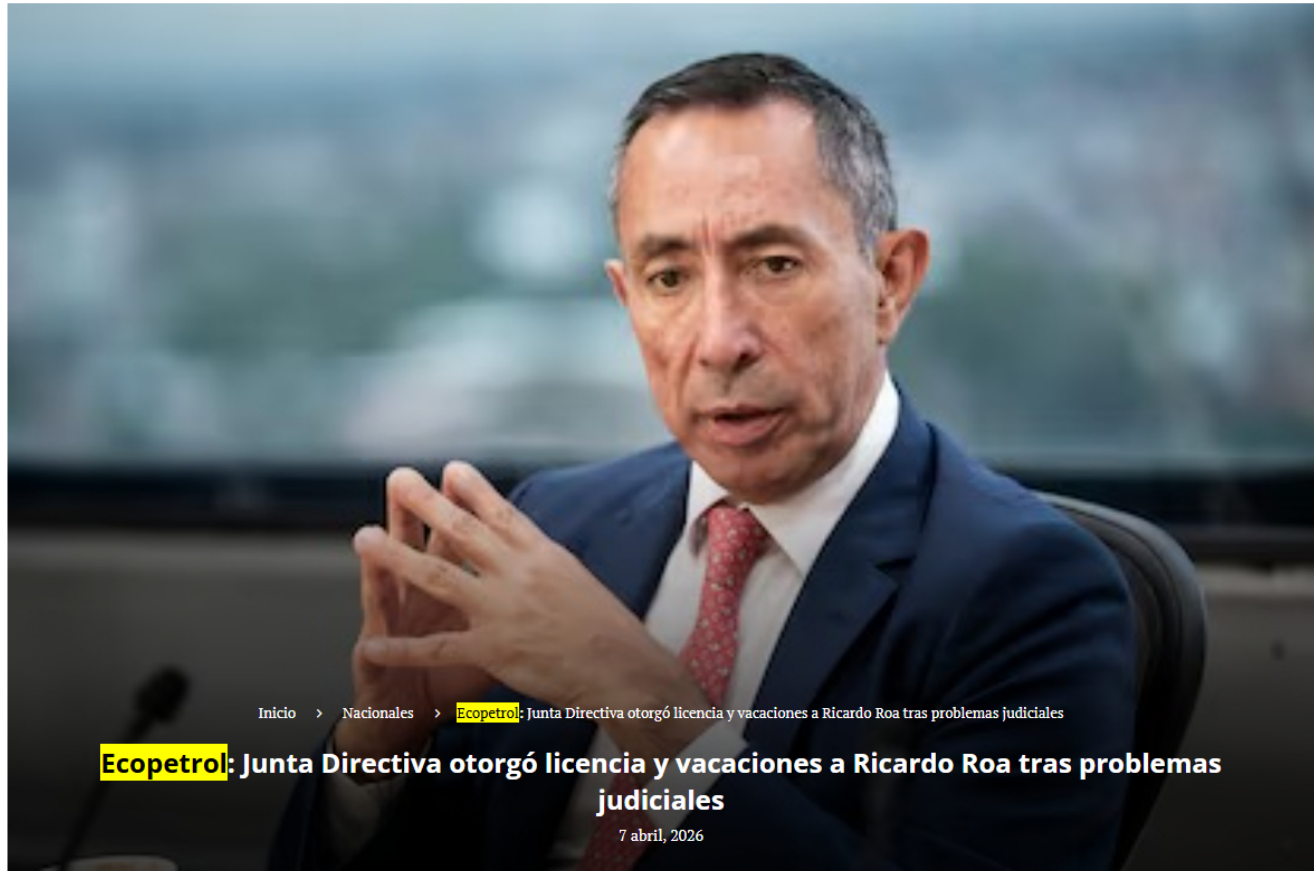 Inicio > Nacionales > Ecopetrol: Junta Directiva otorgó licencia y vacaciones a Ricardo Roa tras problemas judiciales
Ecopetrol: Junta Directiva otorgó licencia y vacaciones a Ricardo Roa tras problemas
judiciales
7 abril, 2026